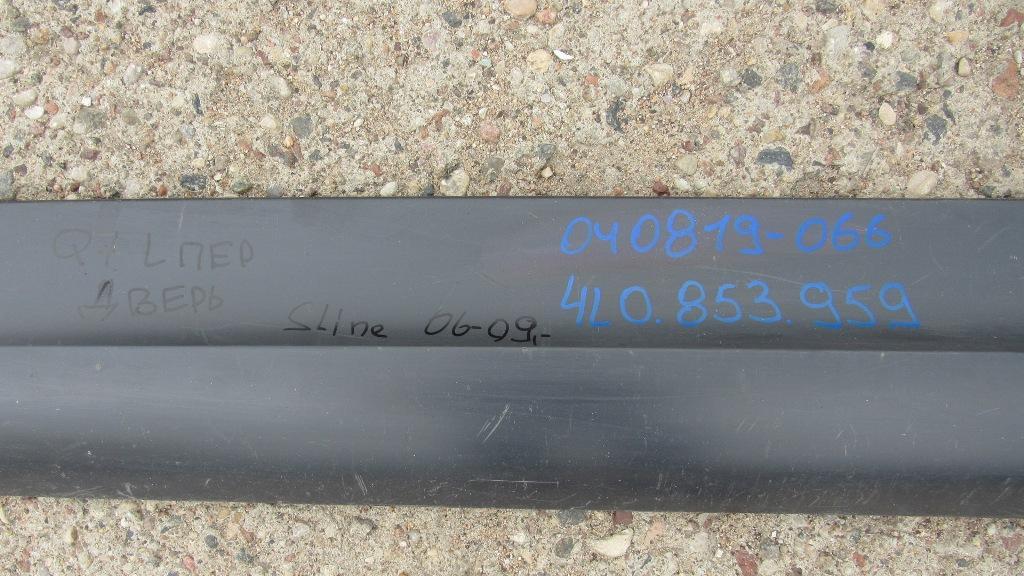 Q7 L ПЕР
ДВЕРЬ
Sline 06-09,-
040819-066
4L0.853.959